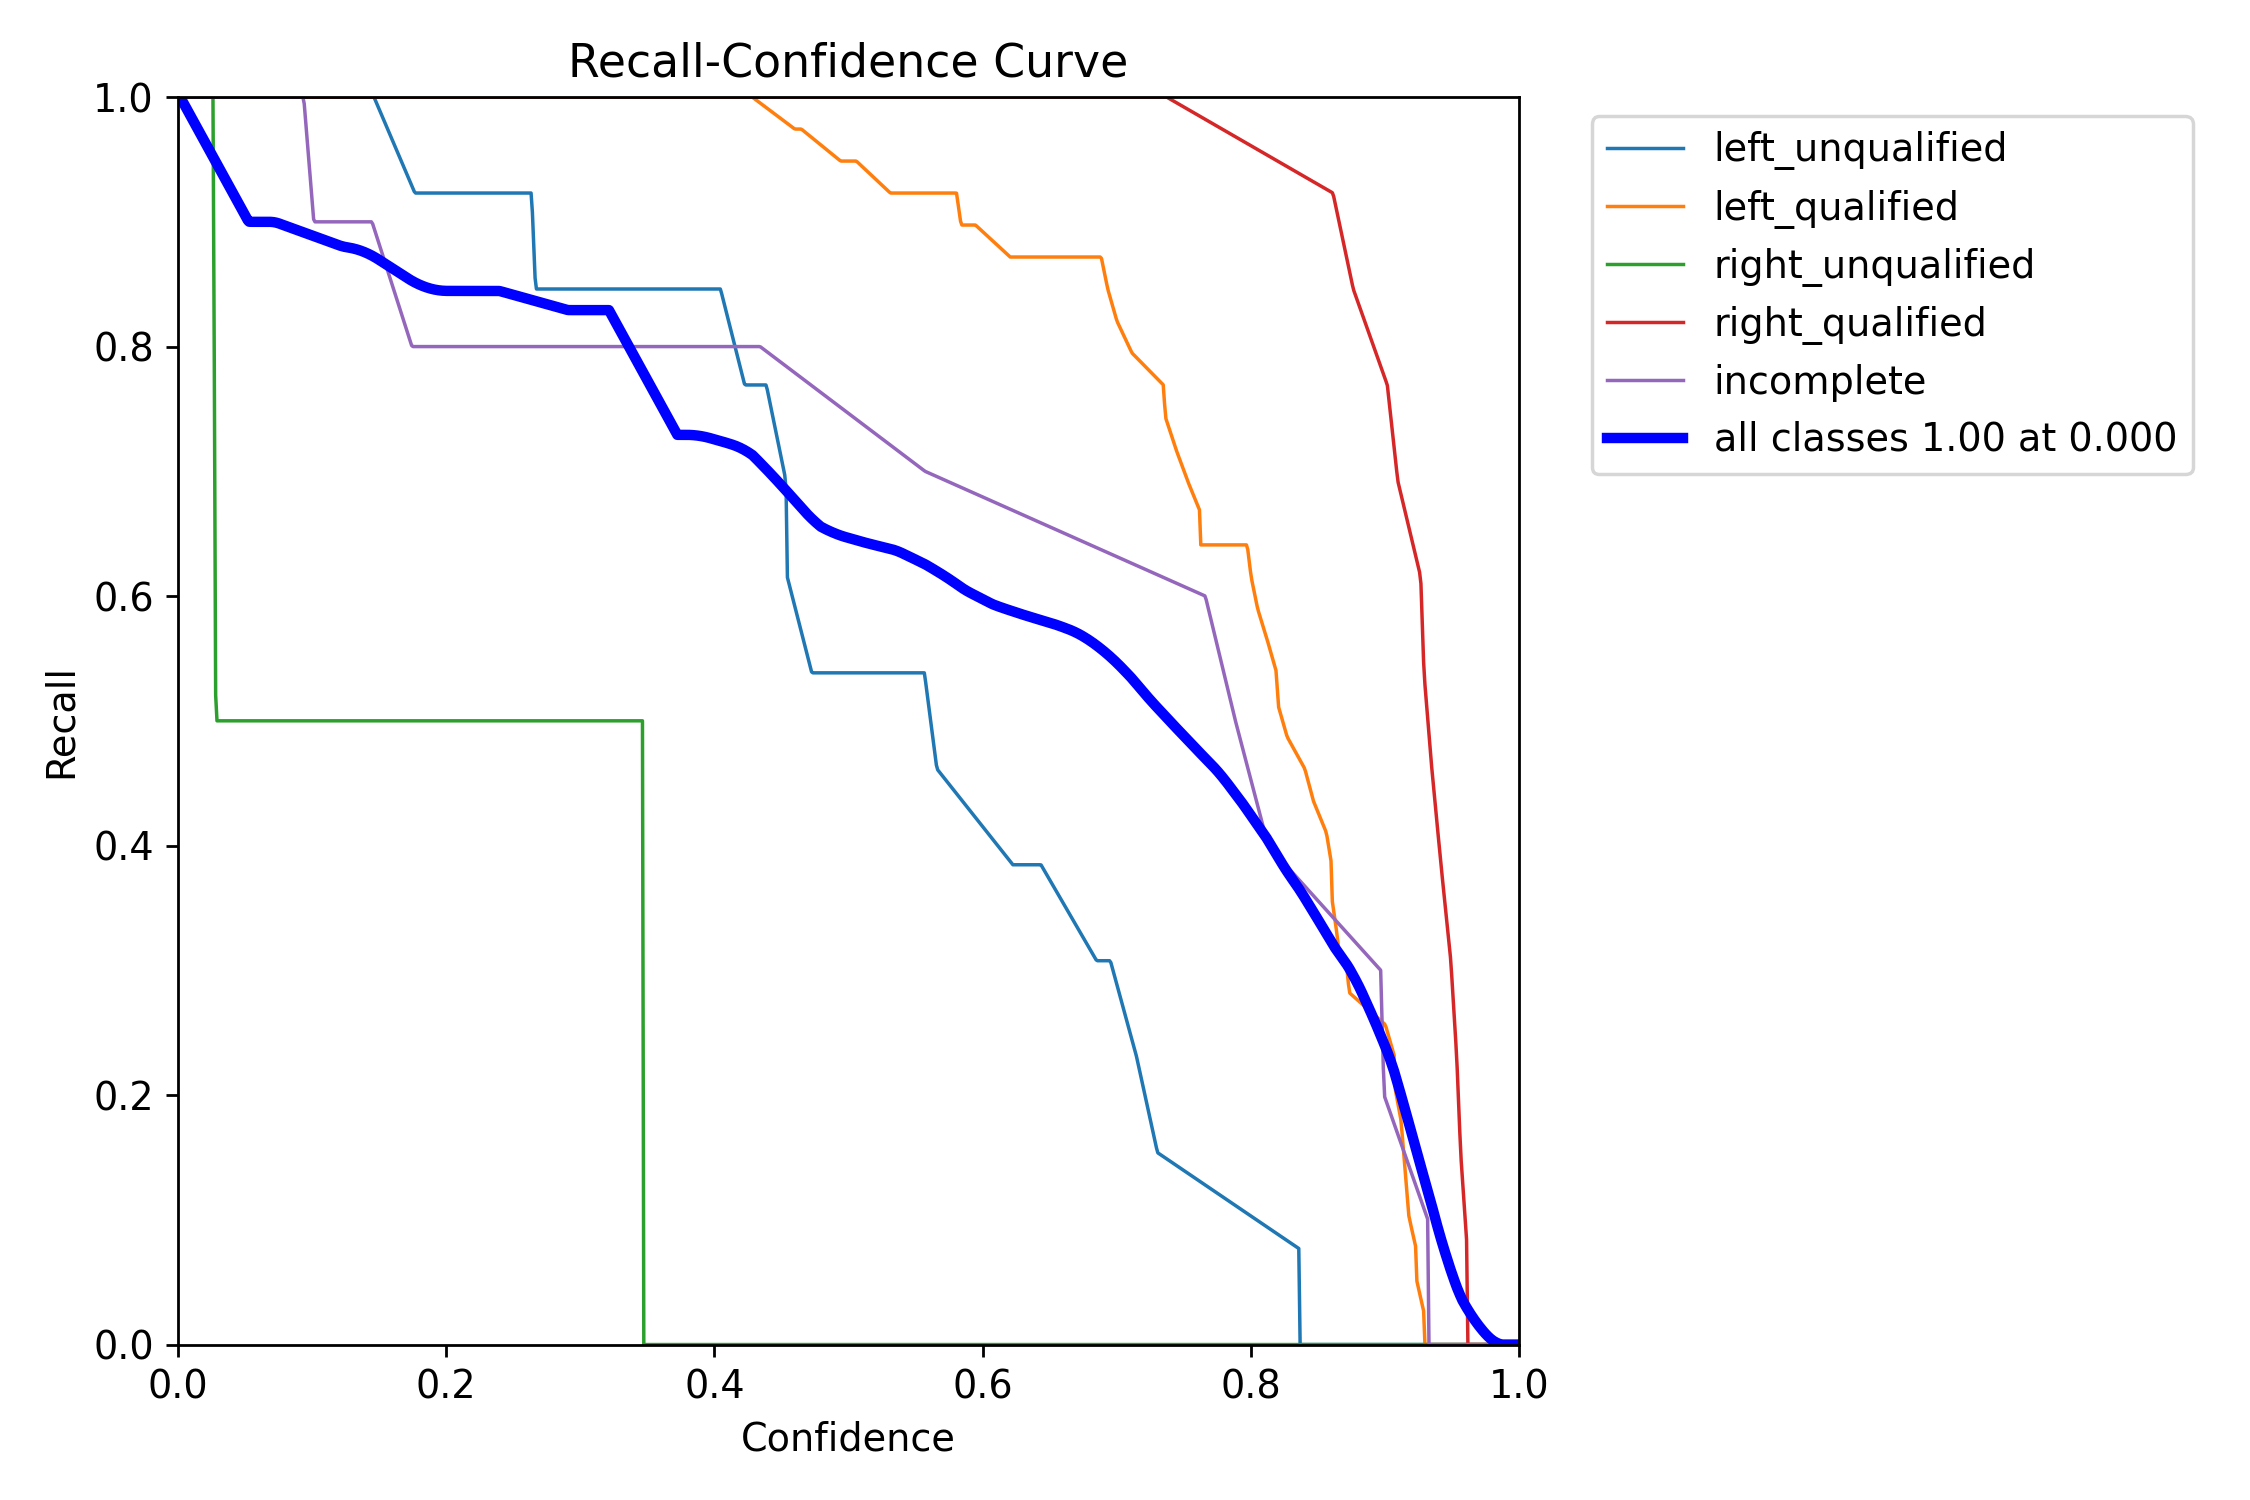 Recall-Confidence Curve
1.0
0.8
0.6
0.4
0.2
0.0
Recall
0.0 0.2 0.4 0.6 0.8 1.0
Confidence
left_unqualified
left_qualified
right_unqualified
right_qualified
incomplete
all classes 1.00 at 0.000